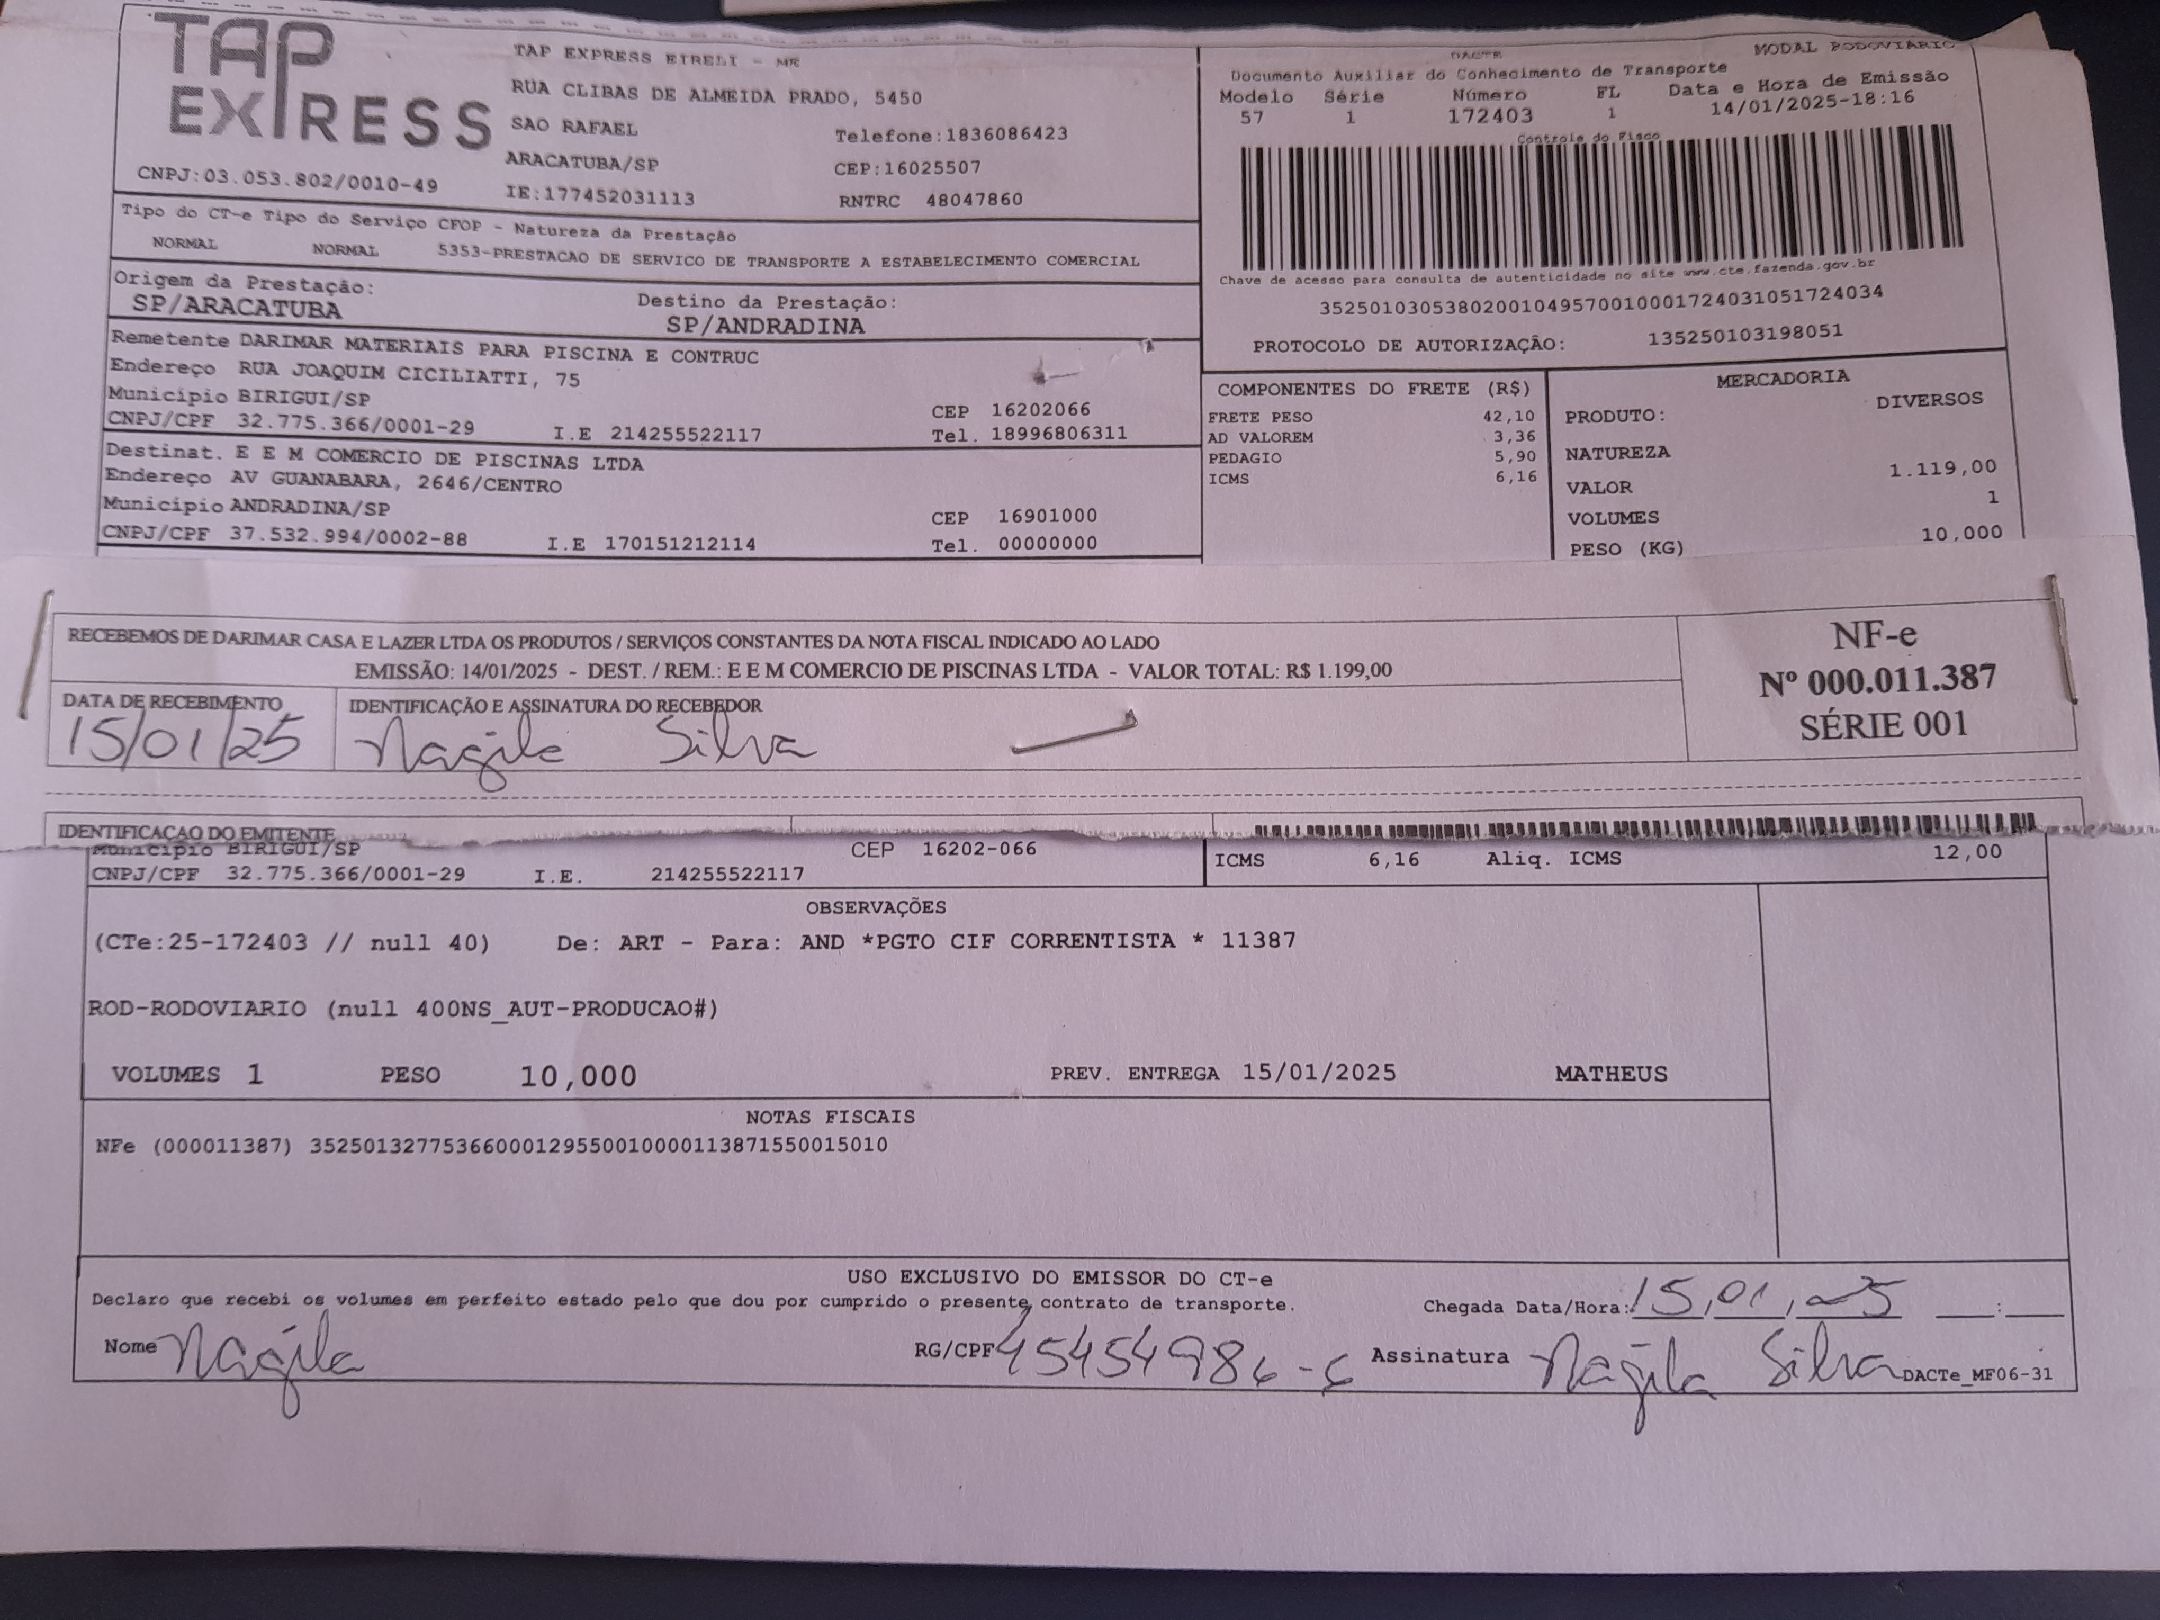 TAP EXPRESS
TAP EXPRESS EIRELI - MR
RUA CLIBAS DE ALMEIDA PRADO, 5450
SAO RAFAEL
Telefone:1836086423
ARACATUBA/SP
CEP:16025507
CNPJ:03.053.802/0010-49
IE:177452031113
RNTRC 48047860
DACTE MODAL RODOVIARIO
Documento Auxiliar do Conhecimento de Transporte
Modelo Série Número FL Data e Hora de Emissão
57 1 172403 1 14/01/2025-18:16
Controle do Fisco
Chave de acesso para consulta de autenticidade no site www.cte.fazenda.gov.br
35250103053802001049570010001724031051724034
PROTOCOLO DE AUTORIZAÇÃO: 135250103198051
Tipo do CT-e Tipo do Serviço CFOP - Natureza da Prestação
NORMAL NORMAL 5353-PRESTACAO DE SERVICO DE TRANSPORTE A ESTABELECIMENTO COMERCIAL
Origem da Prestação: Destino da Prestação:
SP/ARACATUBA SP/ANDRADINA
Remetente DARIMAR MATERIAIS PARA PISCINA E CONTRUC
Endereço RUA JOAQUIM CICILIATTI, 75
Município BIRIGUI/SP CEP 16202066
CNPJ/CPF 32.775.366/0001-29 I.E 214255522117 Tel. 18996806311
Destinat. E E M COMERCIO DE PISCINAS LTDA
Endereço AV GUANABARA, 2646/CENTRO
Município ANDRADINA/SP CEP 16901000
CNPJ/CPF 37.532.994/0002-88 I.E 170151212114 Tel. 00000000
COMPONENTES DO FRETE (R$)
FRETE PESO 42,10
AD VALOREM 3,36
PEDAGIO 5,90
ICMS 6,16
MERCADORIA
PRODUTO: DIVERSOS
NATUREZA
VALOR 1.119,00
VOLUMES 1
PESO (KG) 10,000
RECEBEMOS DE DARIMAR CASA E LAZER LTDA OS PRODUTOS / SERVIÇOS CONSTANTES DA NOTA FISCAL INDICADO AO LADO
EMISSÃO: 14/01/2025 - DEST. / REM.: E E M COMERCIO DE PISCINAS LTDA - VALOR TOTAL: R$ 1.199,00
DATA DE RECEBIMENTO IDENTIFICAÇÃO E ASSINATURA DO RECEBEDOR
15/01/25 Nagila Silva
NF-e
Nº 000.011.387
SÉRIE 001
IDENTIFICAÇÃO DO EMITENTE
Município BIRIGUI/SP CEP 16202-066
CNPJ/CPF 32.775.366/0001-29 I.E. 214255522117
ICMS 6,16 Aliq. ICMS 12,00
OBSERVAÇÕES
(CTe:25-172403 // null 40) De: ART - Para: AND *PGTO CIF CORRENTISTA * 11387
ROD-RODOVIARIO (null 400NS_AUT-PRODUCAO#)
VOLUMES 1 PESO 10,000 PREV. ENTREGA 15/01/2025 MATHEUS
NOTAS FISCAIS
NFe (000011387) 35250132775366000129550010000113871550015010
USO EXCLUSIVO DO EMISSOR DO CT-e
Declaro que recebi os volumes em perfeito estado pelo que dou por cumprido o presente contrato de transporte.
Chegada Data/Hora: 15,01,25 __:__
Nome Nagila RG/CPF 45454986-6 Assinatura Nagila Silva DACTe_MF06-31